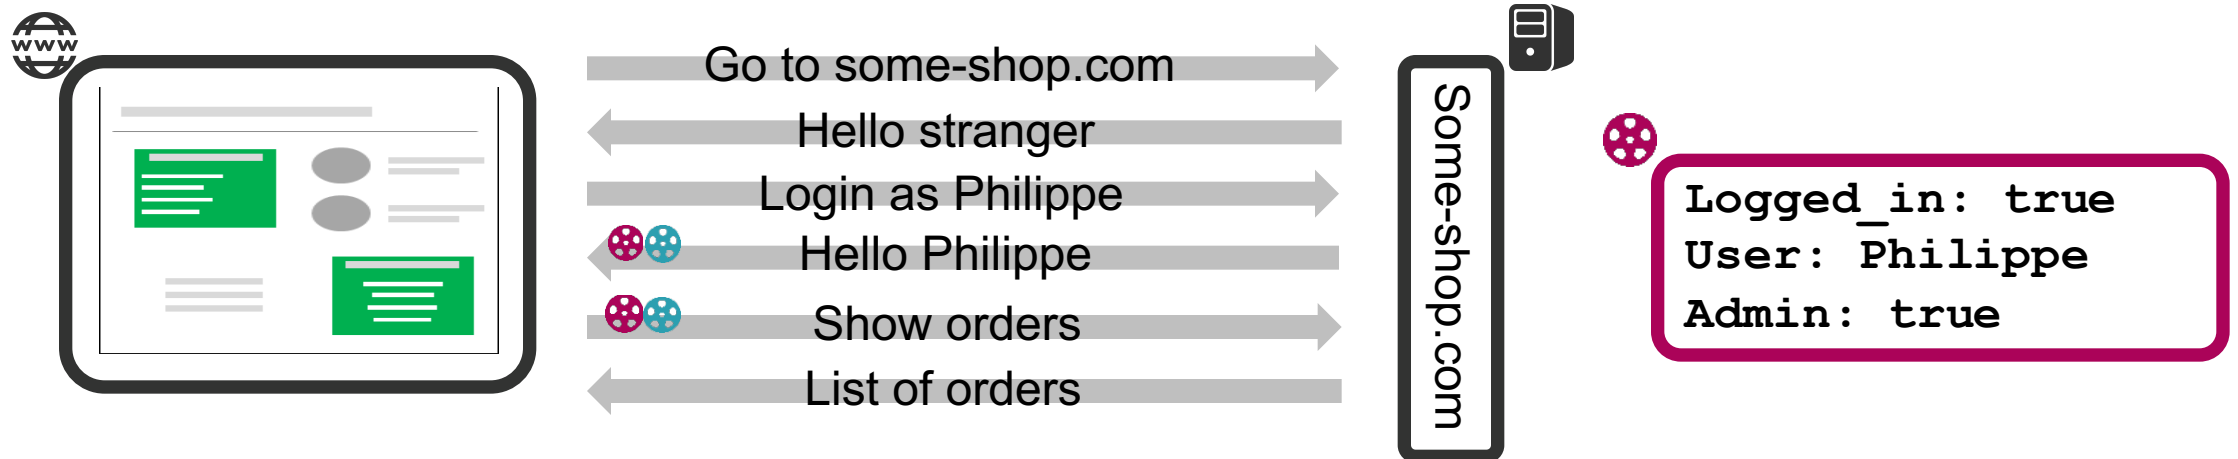 www
Go to some-shop.com
Hello stranger
Login as Philippe
Hello Philippe
Show orders
List of orders
Some-shop.com
Logged_in: true
User: Philippe
Admin: true